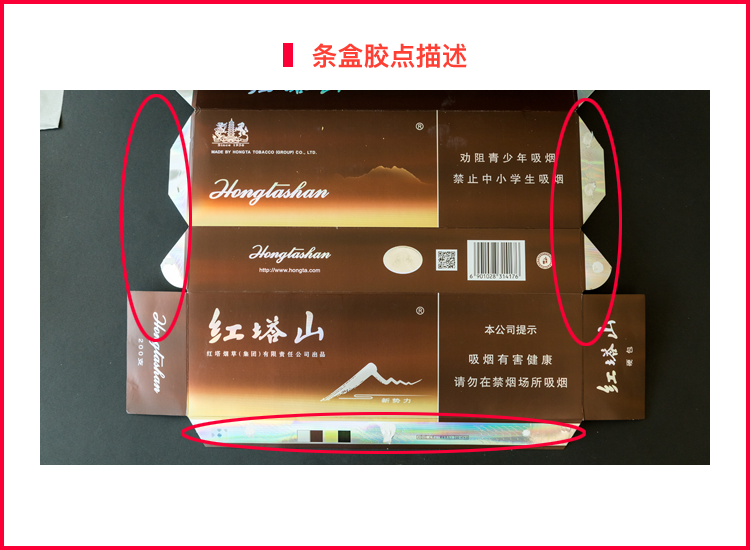 条盒胶点描述
Since 1956
MADE BY HONGTA TOBACCO (GROUP) CO., LTD.
®
Hongtashan
劝阻青少年吸烟
禁止中小学生吸烟
Hongtashan
http://www.hongta.com
6 901028 314176
Hongtashan
200支
红塔山
®
红塔烟草(集团)有限责任公司出品
新势力
本公司提示
吸烟有害健康
请勿在禁烟场所吸烟
红塔山
硬包